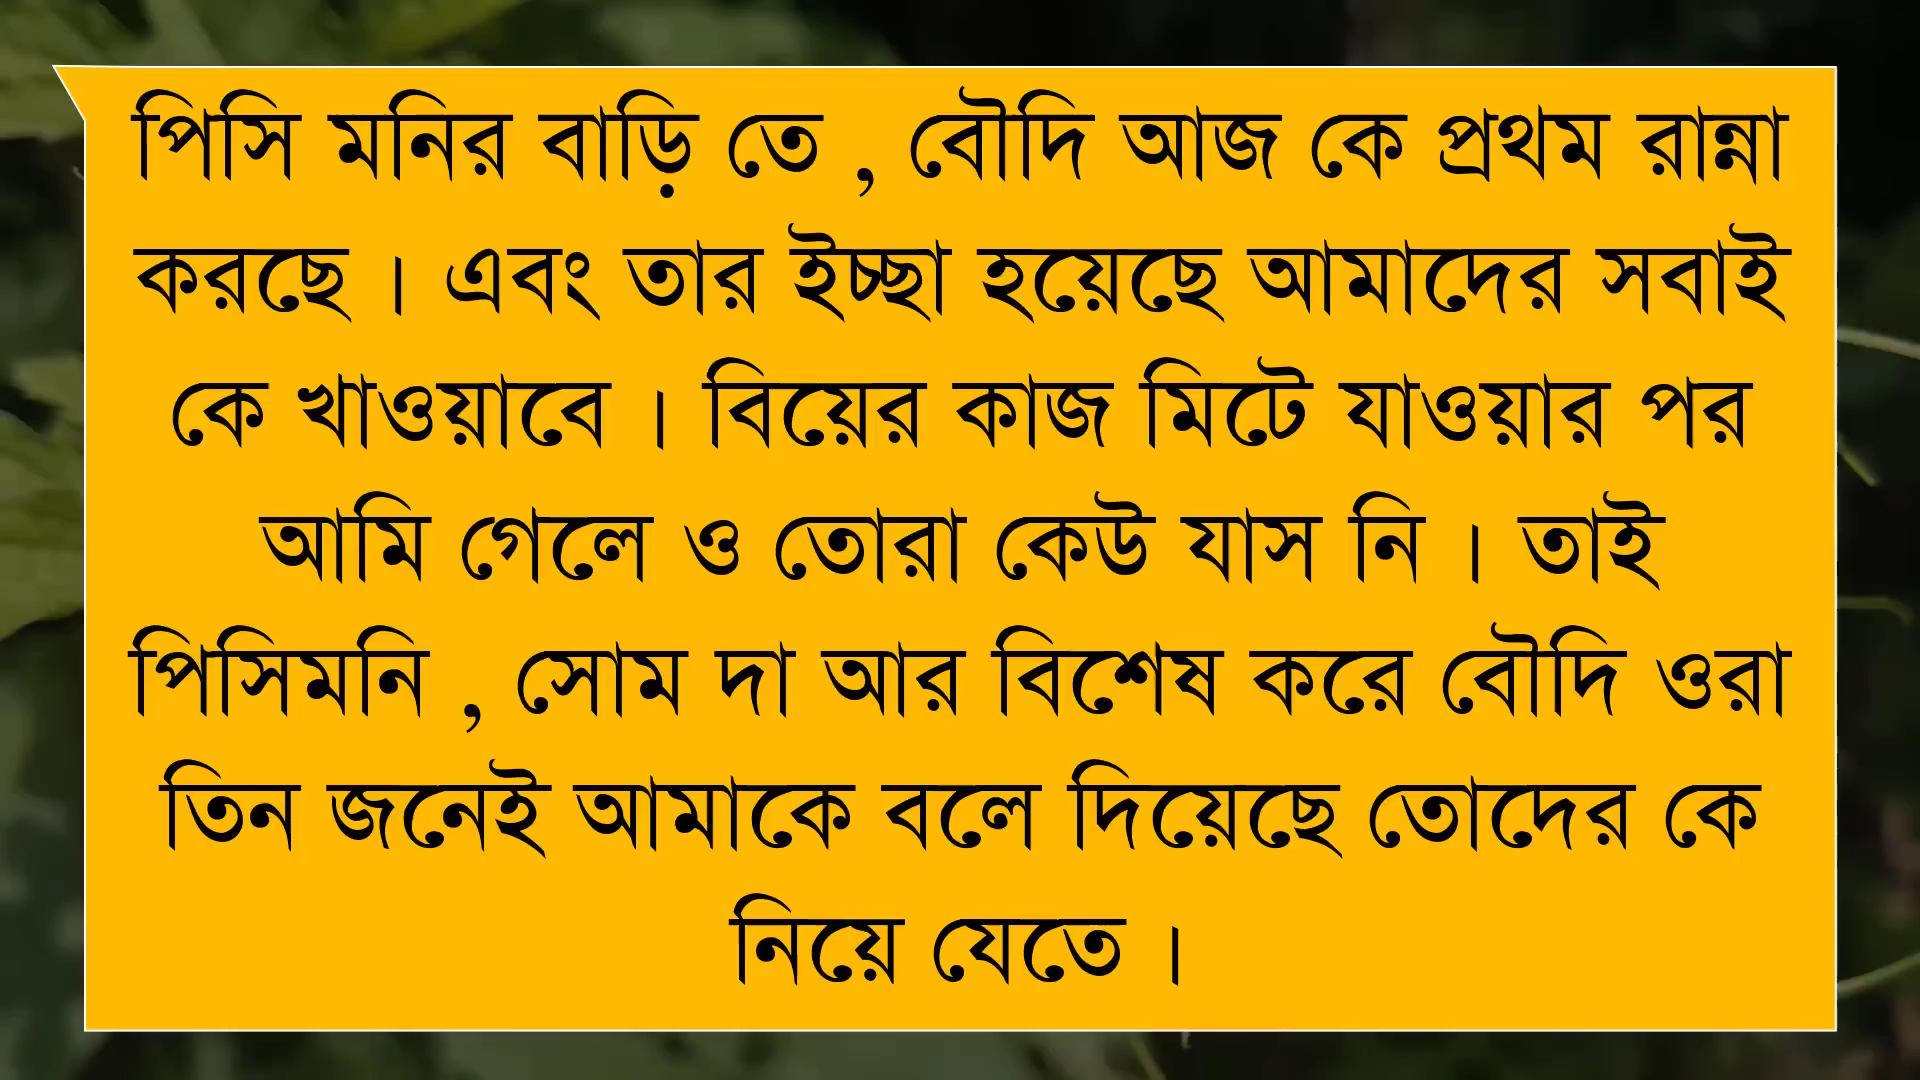 পিসি মনির বাড়ি তে , বৌদি আজ কে প্রথম রান্না
করছে । এবং তার ইচ্ছা হয়েছে আমাদের সবাই
কে খাওয়াবে । বিয়ের কাজ মিটে যাওয়ার পর
আমি গেলে ও তোরা কেউ যাস নি । তাই
পিসিমনি , সোম দা আর বিশেষ করে বৌদি ওরা
তিন জনেই আমাকে বলে দিয়েছে তোদের কে
নিয়ে যেতে ।